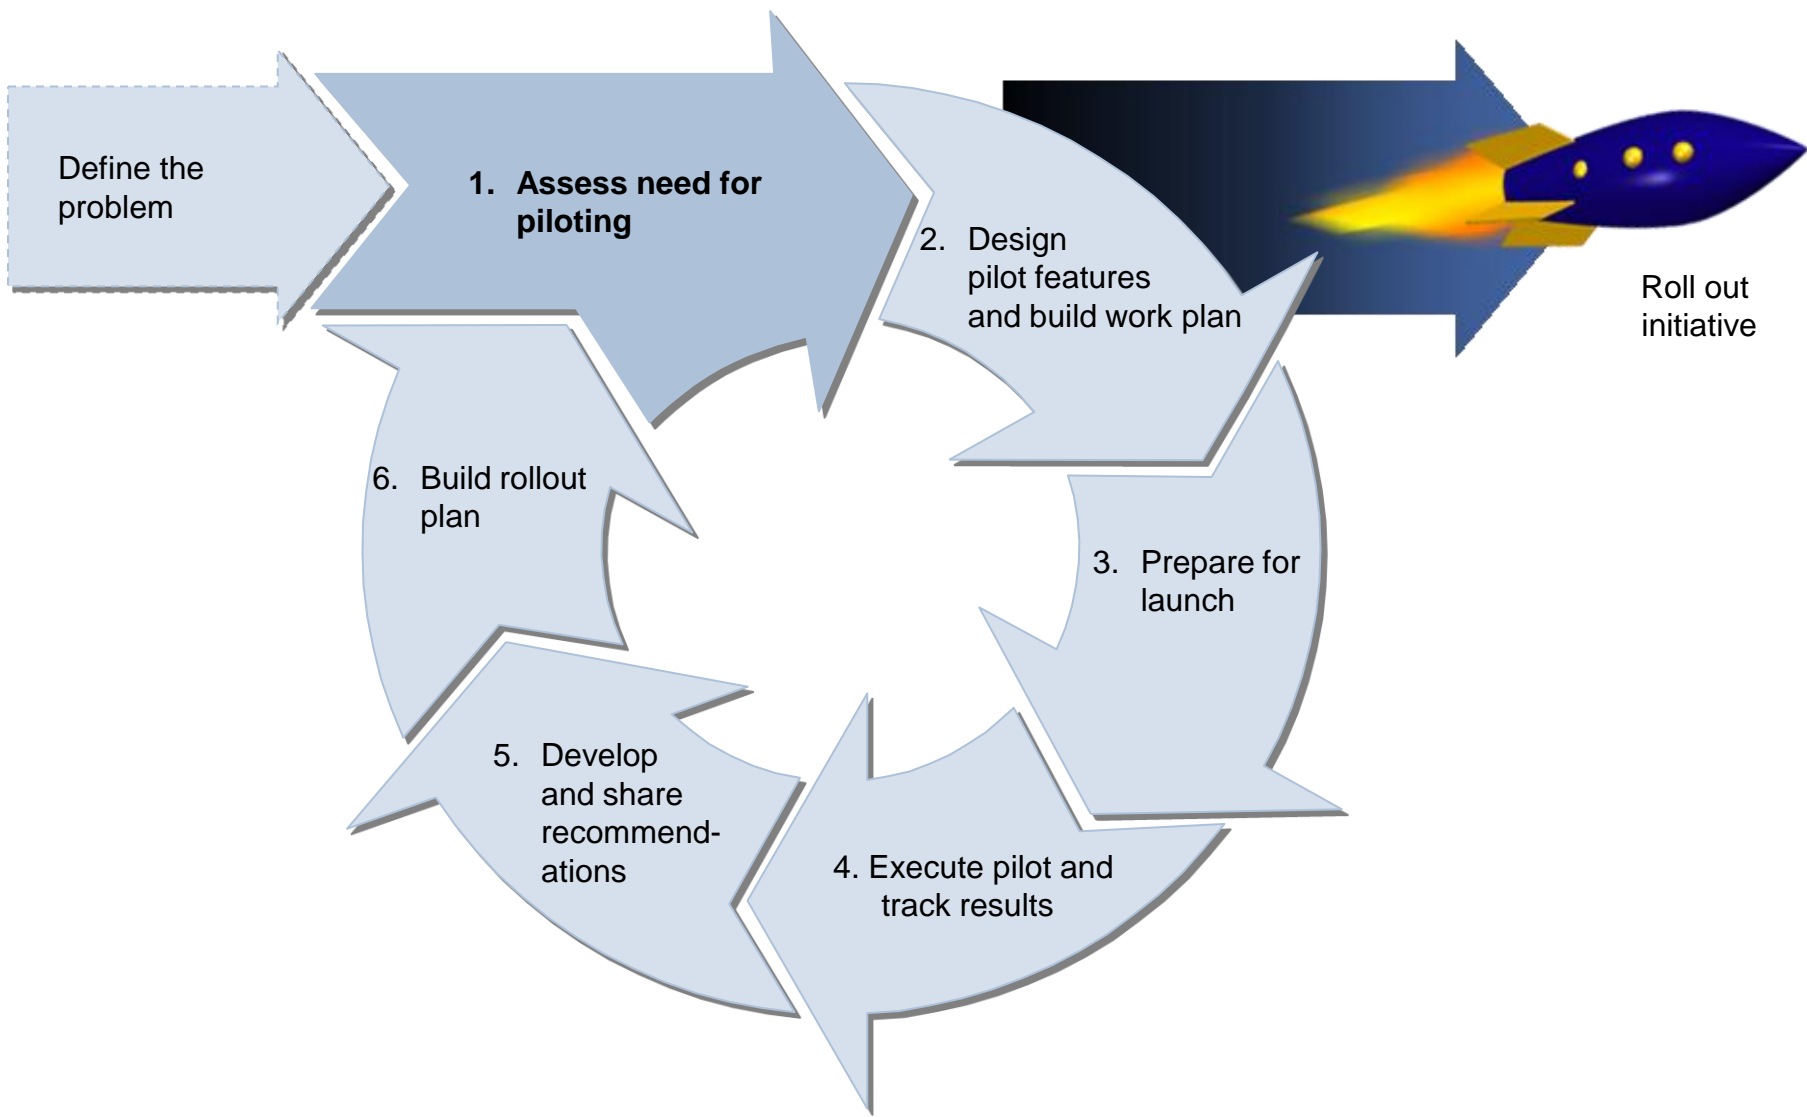 Define the
problem
1. Assess need for
piloting
2. Design
pilot features
and build work plan
Roll out
initiative
3. Prepare for
launch
4. Execute pilot and
track results
5. Develop
and share
recommend-
ations
6. Build rollout
plan